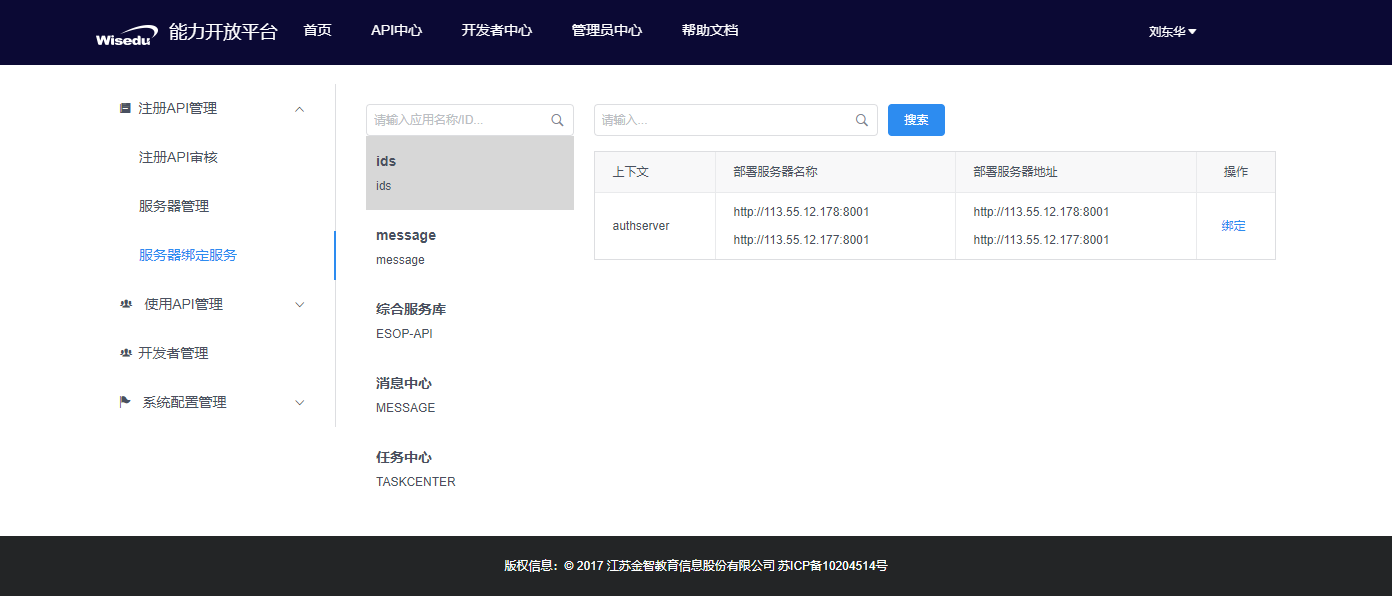 Wisedu 能力开放平台 首页 API中心 开发者中心 管理员中心 帮助文档 刘东华
注册API管理
注册API审核
服务器管理
服务器绑定服务
使用API管理
开发者管理
系统配置管理
请输入应用名称/ID...
ids
ids
message
message
综合服务库
ESOP-API
消息中心
MESSAGE
任务中心
TASKCENTER
请输入... 搜索
上下文 部署服务器名称 部署服务器地址 操作
authserver http://113.55.12.178:8001 http://113.55.12.178:8001 绑定
http://113.55.12.177:8001 http://113.55.12.177:8001
版权信息：© 2017 江苏金智教育信息股份有限公司 苏ICP备10204514号